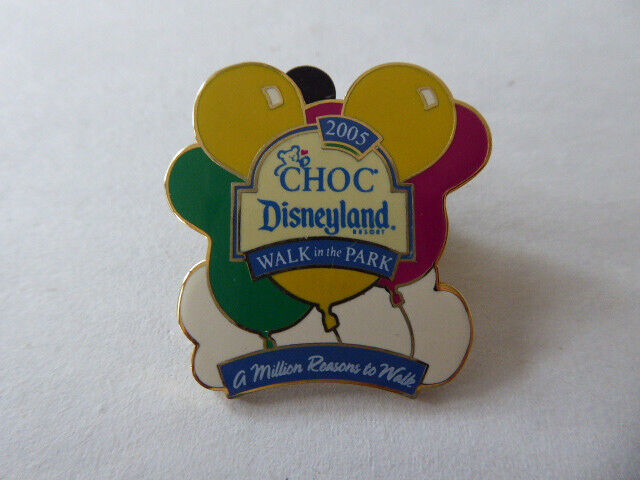 2005
CHOC
Disneyland®
RESORT
WALK in the PARK
A Million Reasons to Walk